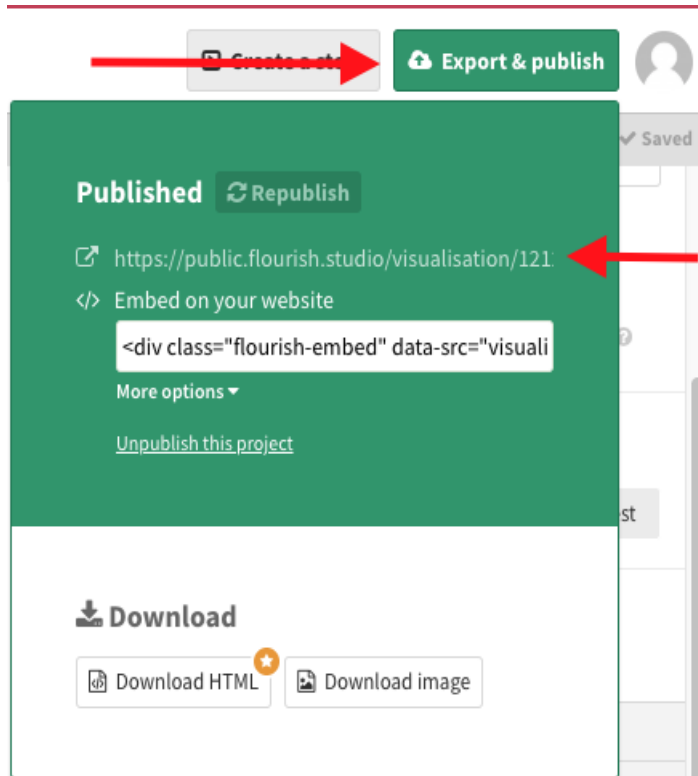 Export & publish
Saved
Published
Republish
https://public.flourish.studio/visualisation/121
</> Embed on your website
<div class="flourish-embed" data-src="visuali
More options
Unpublish this project
st
Download
Download HTML
Download image